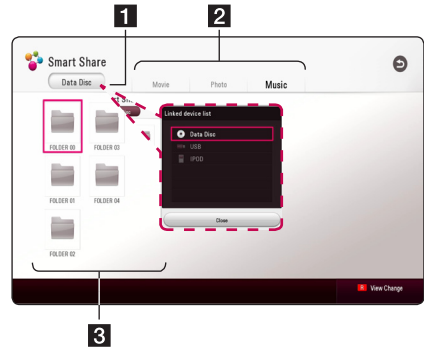 1
2
Smart Share
Data Disc
Movie
Photo
Music
Linked device list
FOLDER 00
FOLDER 03
Data Disc
USB
IPOD
FOLDER 01
FOLDER 04
Close
FOLDER 02
View Change
3